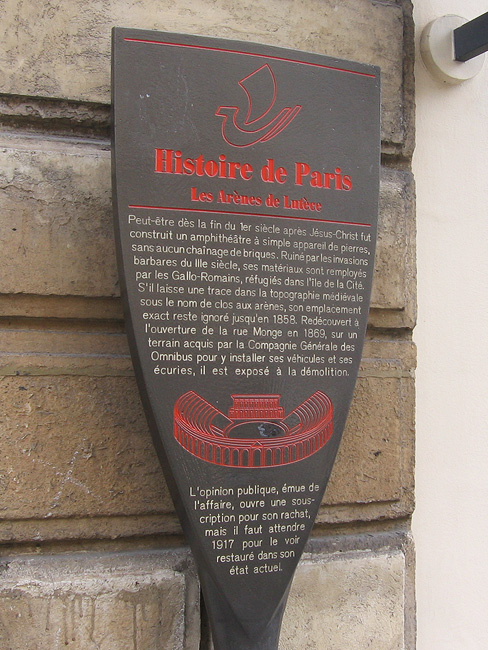 Histoire de Paris
Les Arènes de Lutèce
Peut-être dès la fin du 1er siècle après Jésus-Christ fut
construit un amphithéâtre à simple appareil de pierres,
sans aucun chaînage de briques. Ruiné par les invasions
barbares du IIIe siècle, ses matériaux sont remployés
par les Gallo-Romains, réfugiés dans l'île de la Cité.
S'il laisse une trace dans la topographie médiévale
sous le nom de clos aux arènes, son emplacement
exact reste ignoré jusqu'en 1858. Redécouvert à
l'ouverture de la rue Monge en 1869, sur un
terrain acquis par la Compagnie Générale des
Omnibus pour y installer ses véhicules et ses
écuries, il est exposé à la démolition.
L'opinion publique, émue de
l'affaire, ouvre une sous-
cription pour son rachat,
mais il faut attendre
1917 pour le voir
restauré dans son
état actuel.